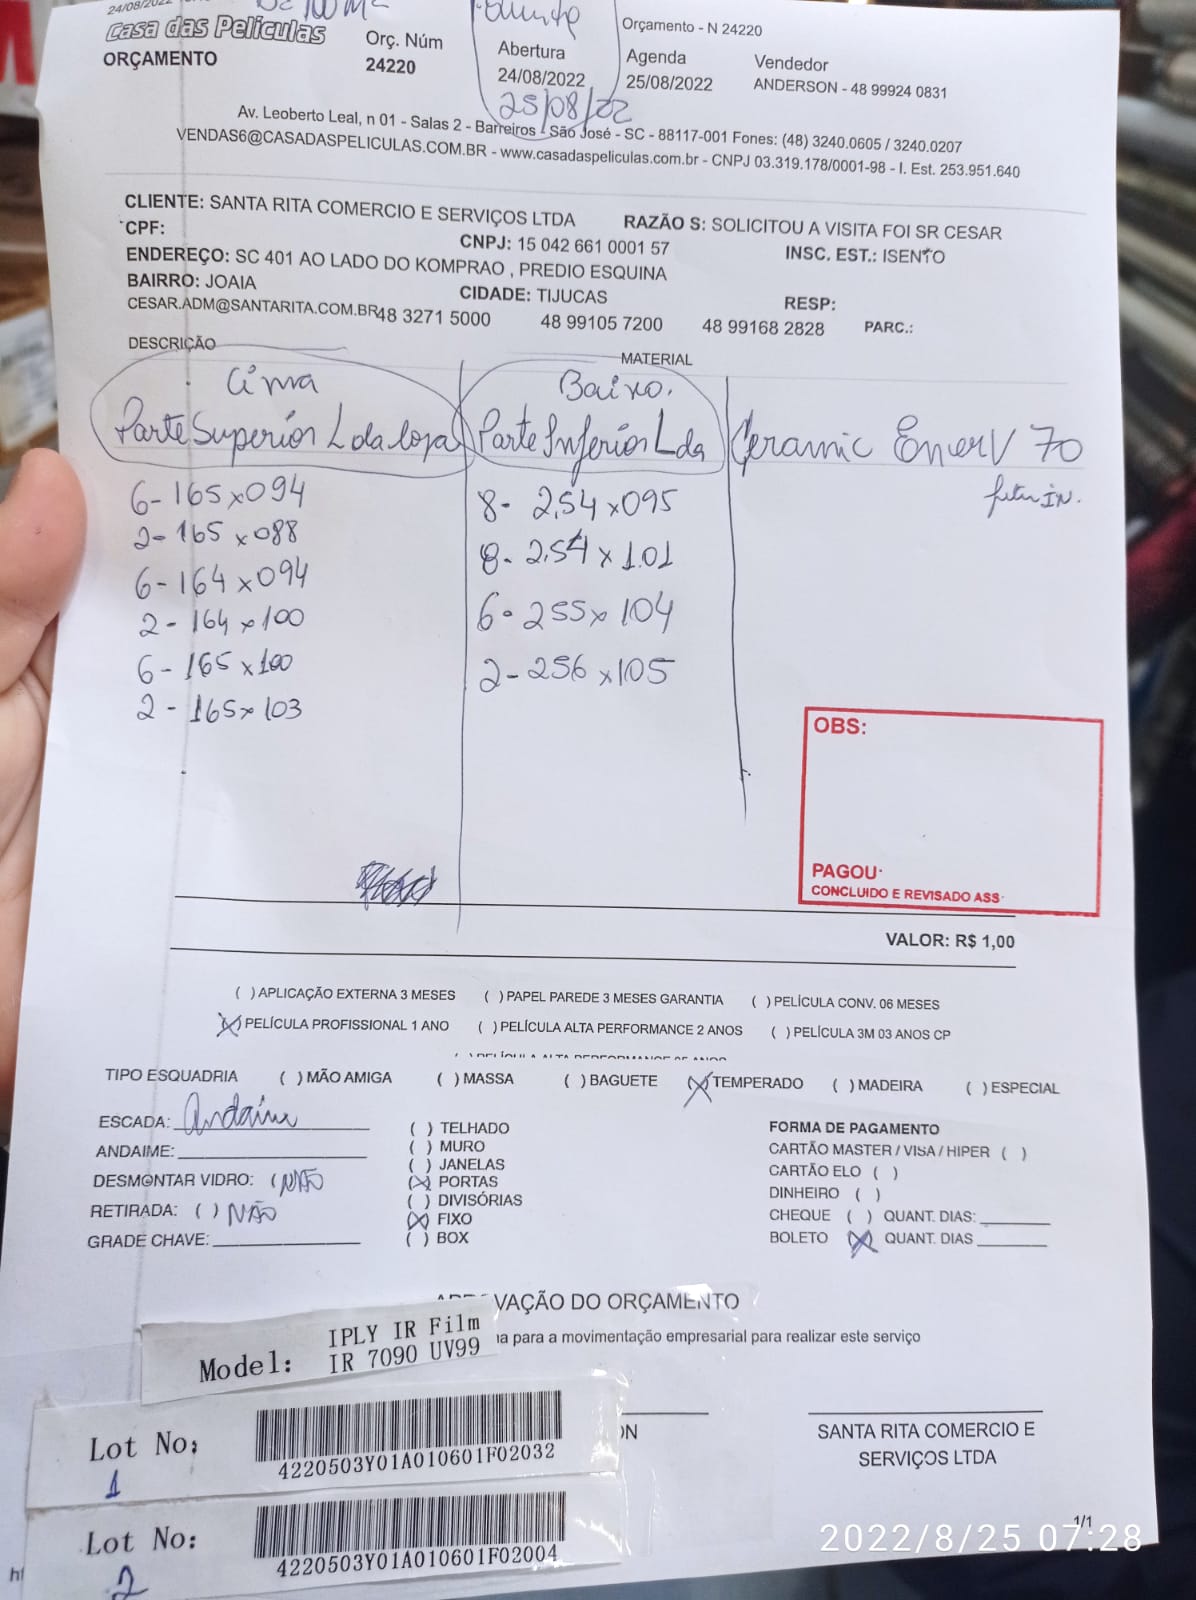 24/08/2022
Casa das Películas
ORÇAMENTO
Orç. Núm
24220
Abertura
24/08/2022
25/08/22
Orçamento - N 24220
Agenda
25/08/2022
Vendedor
ANDERSON - 48 99924 0831
Av. Leoberto Leal, n 01 - Salas 2 - Barreiros - São José - SC - 88117-001 Fones: (48) 3240.0605 / 3240.0207
VENDAS6@CASADASPELICULAS.COM.BR - www.casadaspeliculas.com.br - CNPJ 03.319.178/0001-98 - I. Est. 253.951.640
CLIENTE: SANTA RITA COMERCIO E SERVIÇOS LTDA RAZÃO S: SOLICITOU A VISITA FOI SR CESAR
CPF: CNPJ: 15 042 661 0001 57 INSC. EST.: ISENTO
ENDEREÇO: SC 401 AO LADO DO KOMPRAO , PREDIO ESQUINA
BAIRRO: JOAIA CIDADE: TIJUCAS RESP:
CESAR.ADM@SANTARITA.COM.BR 48 3271 5000 48 99105 7200 48 99168 2828 PARC.:
DESCRIÇÃO MATERIAL
Cima Baixo.
Parte Superiór L da loja Parte Inferiór L da Ceramic Ener V 70
6- 165x094 8- 2,54x095
2- 165x088 8- 2,54x1.01
6- 164x094 6- 255x104
2- 164x100 2- 256x105
6- 165x100
2- 165x103
OBS:
PAGOU
CONCLUIDO E REVISADO ASS
VALOR: R$ 1,00
( ) APLICAÇÃO EXTERNA 3 MESES ( ) PAPEL PAREDE 3 MESES GARANTIA ( ) PELÍCULA CONV. 06 MESES
(X) PELÍCULA PROFISSIONAL 1 ANO ( ) PELÍCULA ALTA PERFORMANCE 2 ANOS ( ) PELÍCULA 3M 03 ANOS CP
TIPO ESQUADRIA ( ) MÃO AMIGA ( ) MASSA ( ) BAGUETE (X) TEMPERADO ( ) MADEIRA ( ) ESPECIAL
ESCADA: Andaime
ANDAIME:
DESMONTAR VIDRO: ( NÃO
RETIRADA: ( ) NÃO
GRADE CHAVE:
( ) TELHADO
( ) MURO
( ) JANELAS
(X) PORTAS
( ) DIVISÓRIAS
(X) FIXO
( ) BOX
FORMA DE PAGAMENTO
CARTÃO MASTER / VISA / HIPER ( )
CARTÃO ELO ( )
DINHEIRO ( )
CHEQUE ( ) QUANT. DIAS:
BOLETO (X) QUANT. DIAS
VAÇÃO DO ORÇAMENTO
para a movimentação empresarial para realizar este serviço
Model: IPLY IR Film
IR 7090 UV99
Lot No:
4220503Y01A010601F02032
1
Lot No:
4220503Y01A010601F02004
2
ON
SANTA RITA COMERCIO E
SERVIÇOS LTDA
1/1
2022/8/25 07:28